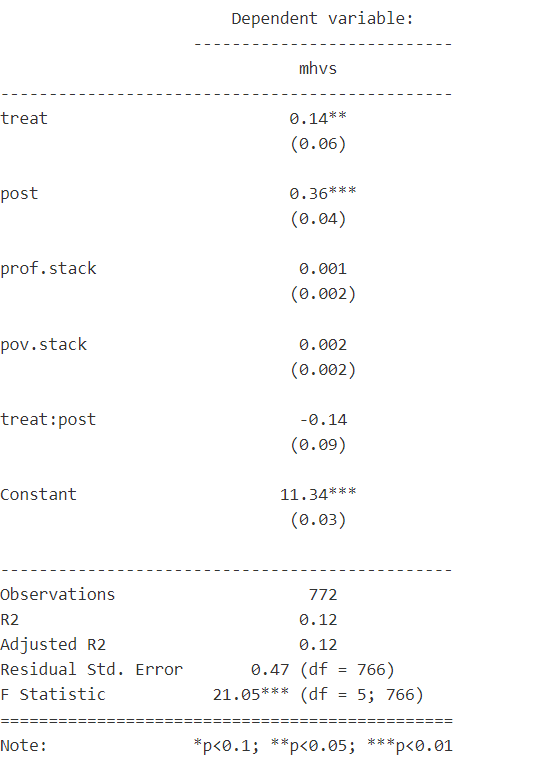 Dependent variable:
---------------------------
mhvs
-----------------------------------------------
treat 0.14**
(0.06)
post 0.36***
(0.04)
prof.stack 0.001
(0.002)
pov.stack 0.002
(0.002)
treat:post -0.14
(0.09)
Constant 11.34***
(0.03)
-----------------------------------------------
Observations 772
R2 0.12
Adjusted R2 0.12
Residual Std. Error 0.47 (df = 766)
F Statistic 21.05*** (df = 5; 766)
===============================================
Note: *p<0.1; **p<0.05; ***p<0.01